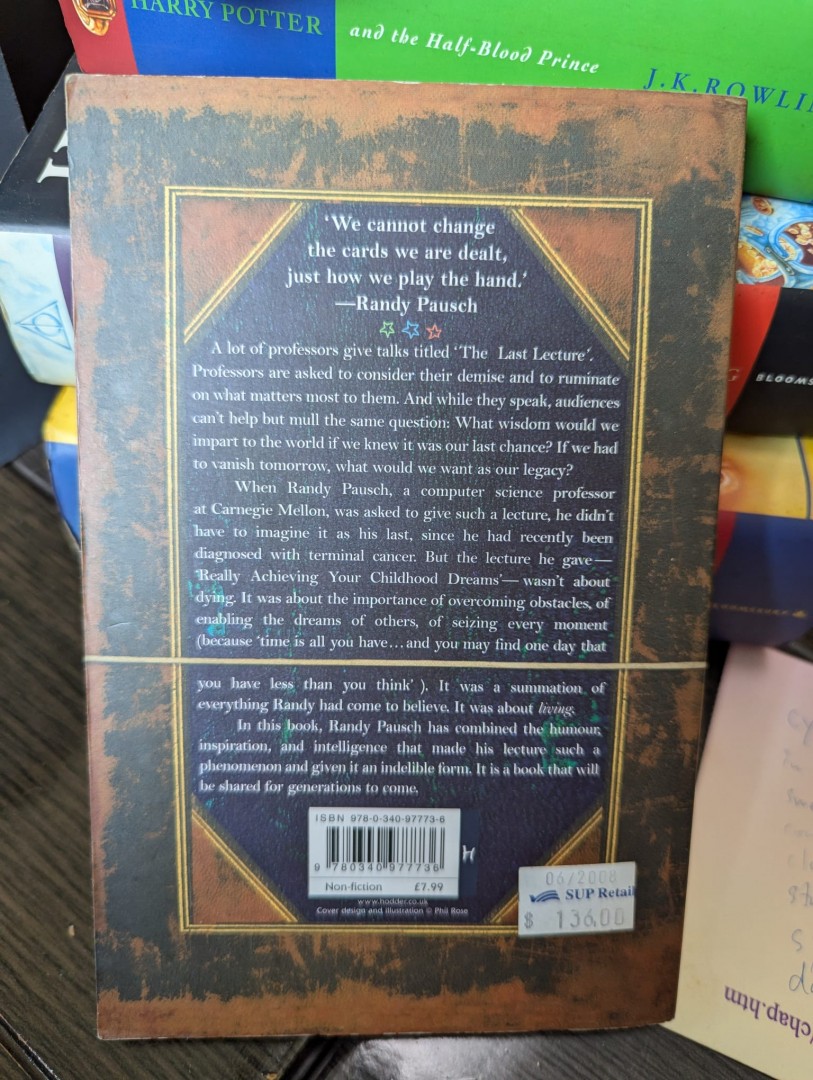 HARRY POTTER and the Half-Blood Prince
J.K.ROWLI
'We cannot change
the cards we are dealt,
just how we play the hand.'
—Randy Pausch
A lot of professors give talks titled 'The Last Lecture'.
Professors are asked to consider their demise and to ruminate
on what matters most to them. And while they speak, audiences
can't help but mull the same question: What wisdom would we
impart to the world if we knew it was our last chance? If we had
to vanish tomorrow, what would we want as our legacy?
When Randy Pausch, a computer science professor
at Carnegie Mellon, was asked to give such a lecture, he didn't
have to imagine it as his last, since he had recently been
diagnosed with terminal cancer. But the lecture he gave—
'Really Achieving Your Childhood Dreams'—wasn't about
dying. It was about the importance of overcoming obstacles, of
enabling the dreams of others, of seizing every moment
(because 'time is all you have...and you may find one day that
you have less than you think' ). It was a summation of
everything Randy had come to believe. It was about living.
In this book, Randy Pausch has combined the humour,
inspiration, and intelligence that made his lecture such a
phenomenon and given it an indelible form. It is a book that will
be shared for generations to come.
ISBN 978-0-340-97773-6
9 780340 977736
Non-fiction £7.99
www.hodder.co.uk
Cover design and illustration © Phil Rose
06/2008
SUP Retail
$ 136.00
BLOOMS
/chap.htm